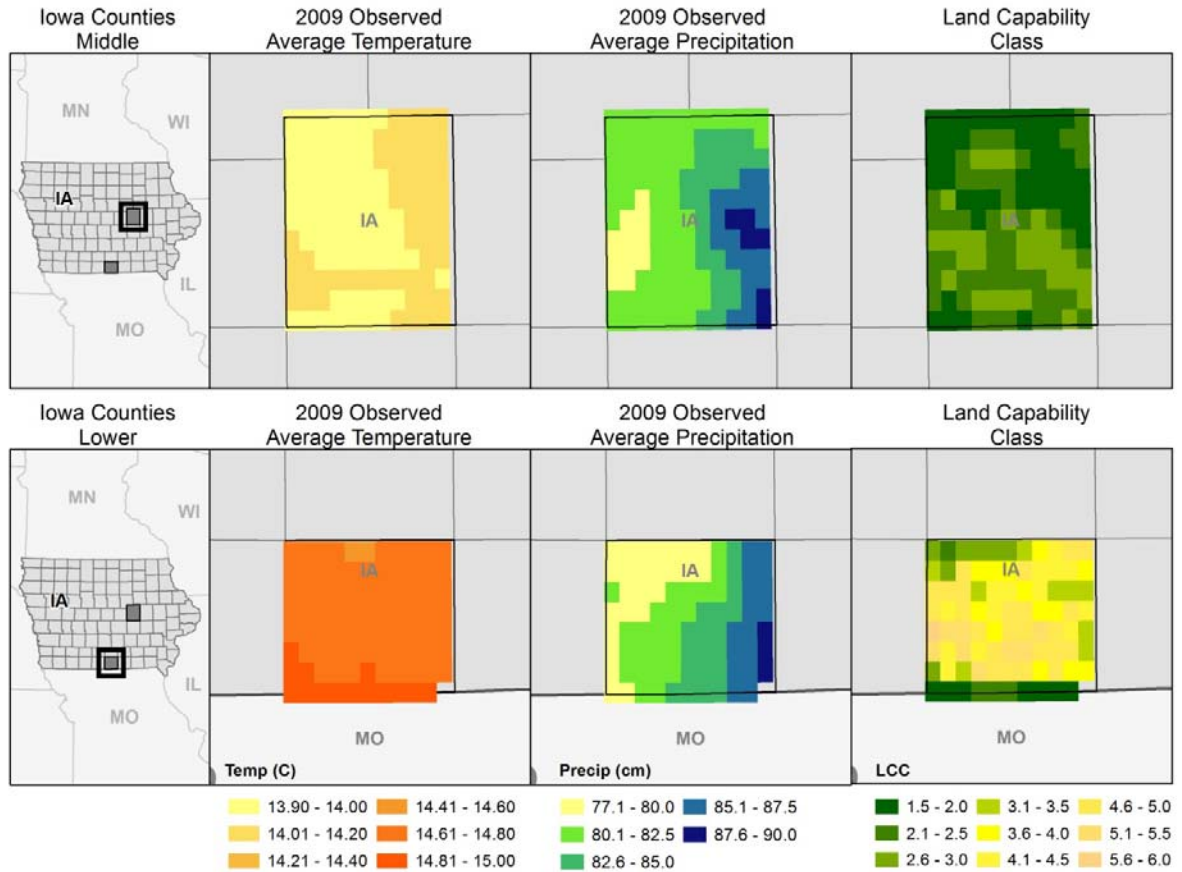 Iowa Counties
Middle
2009 Observed
Average Temperature
2009 Observed
Average Precipitation
Land Capability
Class
MN
WI
IA
IL
MO
IA
IA
IA
Iowa Counties
Lower
2009 Observed
Average Temperature
2009 Observed
Average Precipitation
Land Capability
Class
MN
WI
IA
IL
MO
IA
MO
IA
MO
IA
MO
Temp (C)
13.90 - 14.00
14.01 - 14.20
14.21 - 14.40
14.41 - 14.60
14.61 - 14.80
14.81 - 15.00
Precip (cm)
77.1 - 80.0
80.1 - 82.5
82.6 - 85.0
85.1 - 87.5
87.6 - 90.0
LCC
1.5 - 2.0
2.1 - 2.5
2.6 - 3.0
3.1 - 3.5
3.6 - 4.0
4.1 - 4.5
4.6 - 5.0
5.1 - 5.5
5.6 - 6.0